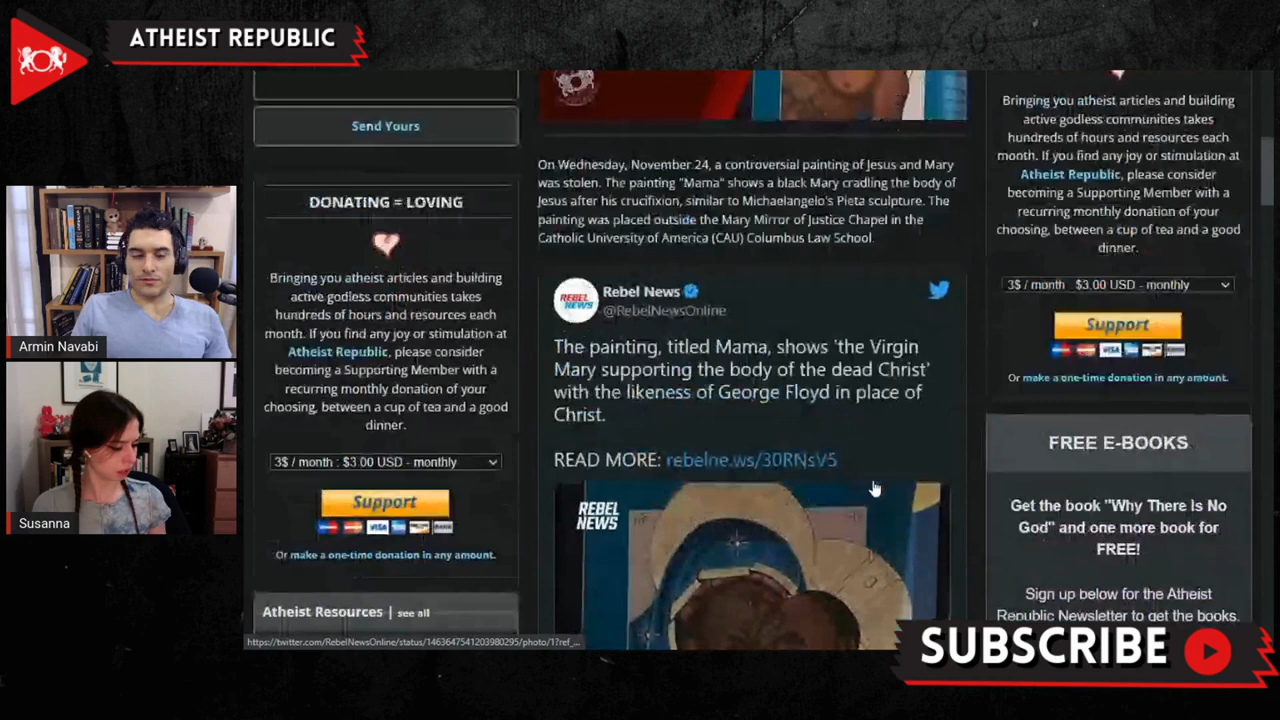 ATHEIST REPUBLIC
Armin Navabi
Susanna
Send Yours
DONATING = LOVING
Bringing you atheist articles and building
active godless communities takes
hundreds of hours and resources each
month. If you find any joy or stimulation at
Atheist Republic, please consider
becoming a Supporting Member with a
recurring monthly donation of your
choosing, between a cup of tea and a good
dinner.
3$ / month : $3.00 USD - monthly
Support
VISA
Or make a one-time donation in any amount.
Atheist Resources | see all
https://twitter.com/RebelNewsOnline/status/1463647541203980295/photo/1?ref_...
On Wednesday, November 24, a controversial painting of Jesus and Mary
was stolen. The painting "Mama" shows a black Mary cradling the body of
Jesus after his crucifixion, similar to Michaelangelo's Pieta sculpture. The
painting was placed outside the Mary Mirror of Justice Chapel in the
Catholic University of America (CAU) Columbus Law School.
REBEL
NEWS
Rebel News
@RebelNewsOnline
The painting, titled Mama, shows 'the Virgin
Mary supporting the body of the dead Christ'
with the likeness of George Floyd in place of
Christ.
READ MORE: rebelne.ws/30RNsV5
REBEL
NEWS
Bringing you atheist articles and building
active godless communities takes
hundreds of hours and resources each
month. If you find any joy or stimulation at
Atheist Republic, please consider
becoming a Supporting Member with a
recurring monthly donation of your
choosing, between a cup of tea and a good
dinner.
3$ / month $3.00 USD - monthly
Support
VISA
Or make a one-time donation in any amount.
FREE E-BOOKS
Get the book "Why There Is No
God" and one more book for
FREE!
Sign up below for the Atheist
Republic Newsletter to get the books.
SUBSCRIBE